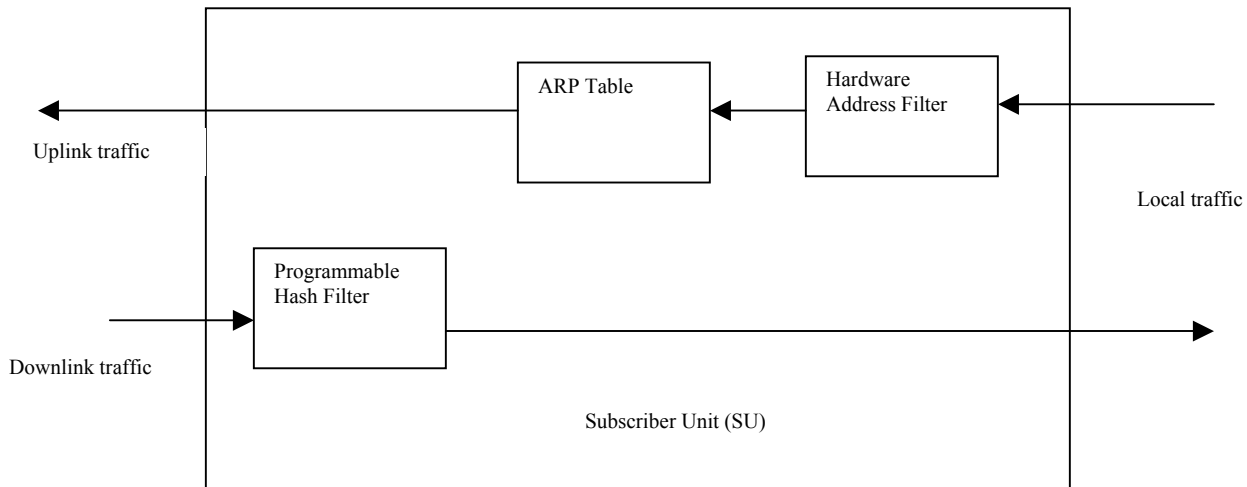 ARP Table
Hardware
Address Filter
Uplink traffic
Local traffic
Programmable
Hash Filter
Downlink traffic
Subscriber Unit (SU)